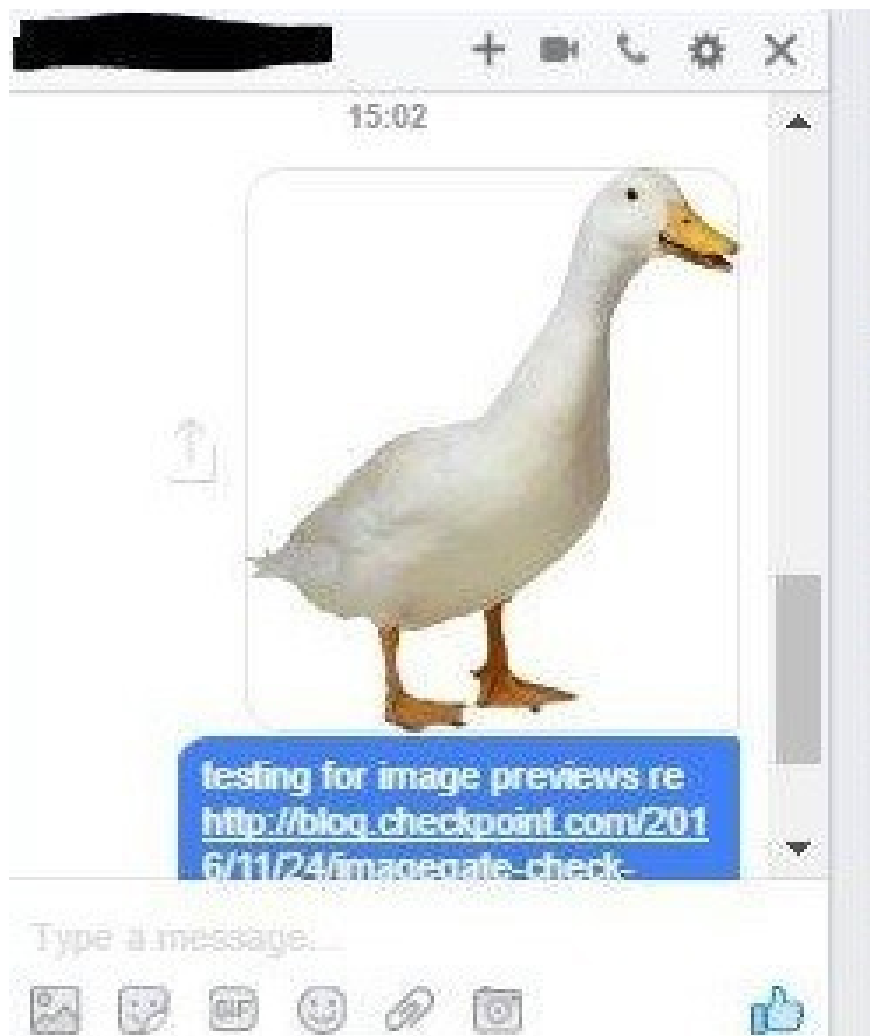 15:02
testing for image previews re
http://blog.checkpoint.com/201
6/11/24/imagegate-check-
Type a message...
GIF